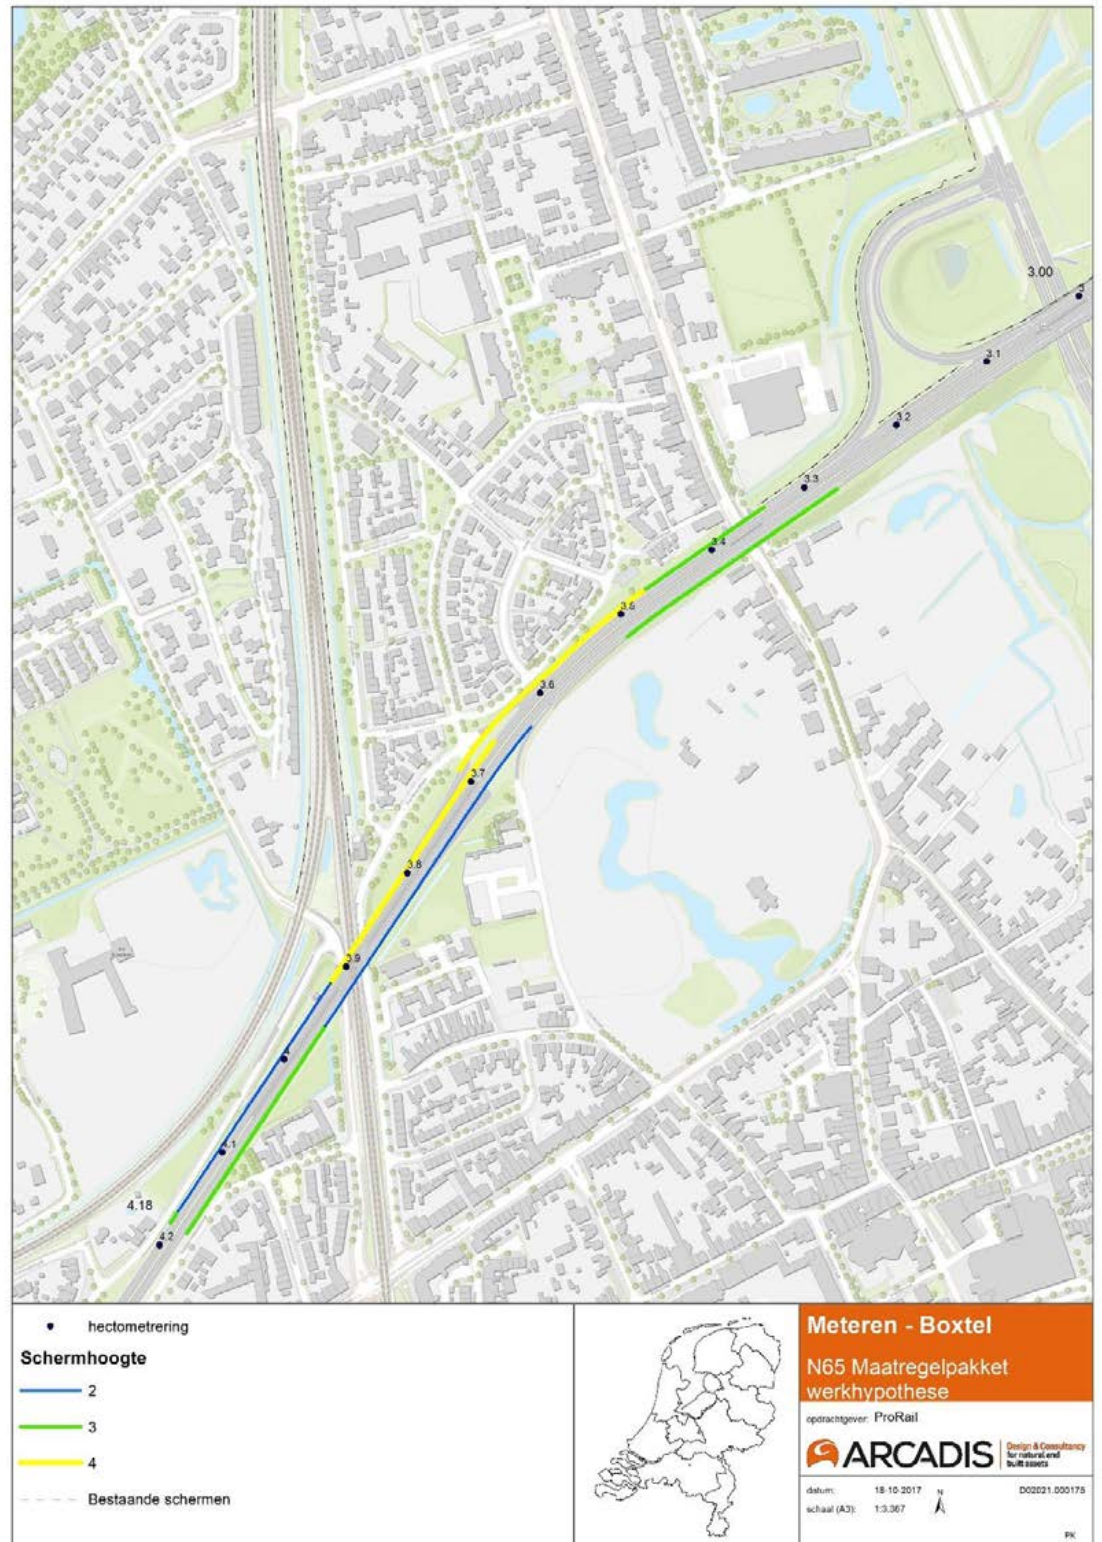 3.00
3
3.1
3.2
3.3
3.4
3.5
3.6
3.7
3.8
3.9
4
4.1
4.18
4.2
hectometrering
Schermhoogte
2
3
4
Bestaande schermen
Meteren - Boxtel
N65 Maatregelpakket
werkhypothese
opdrachtgever: ProRail
ARCADIS
Design & Consultancy
for natural and
built assets
datum: 18-10-2017 N D02021.000175
schaal (A3): 1:3.367
PK